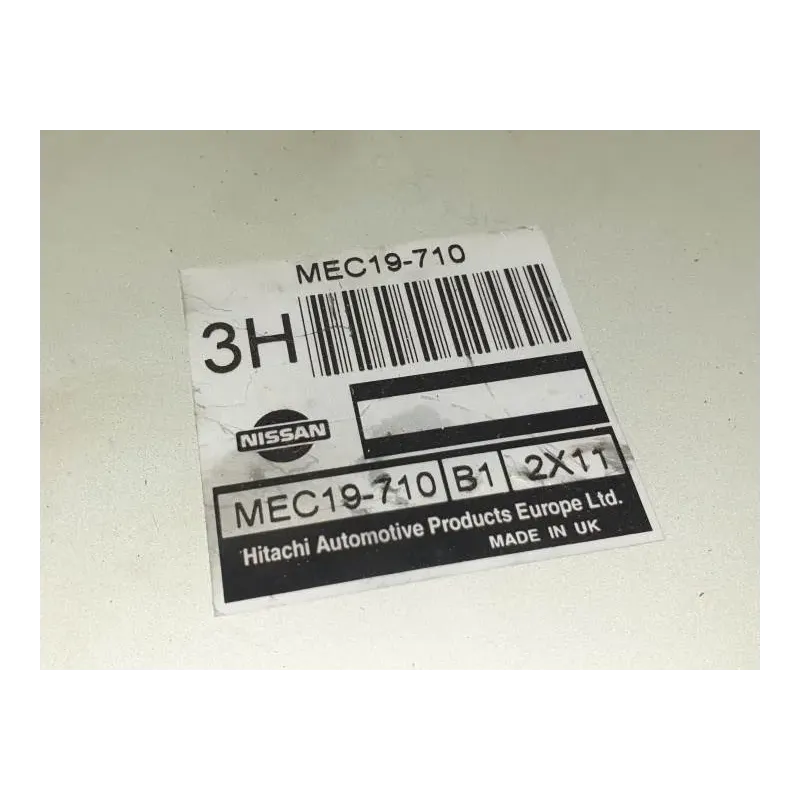 MEC19-710
3H
NISSAN
MEC19-710 B1 2X11
Hitachi Automotive Products Europe Ltd.
MADE IN UK